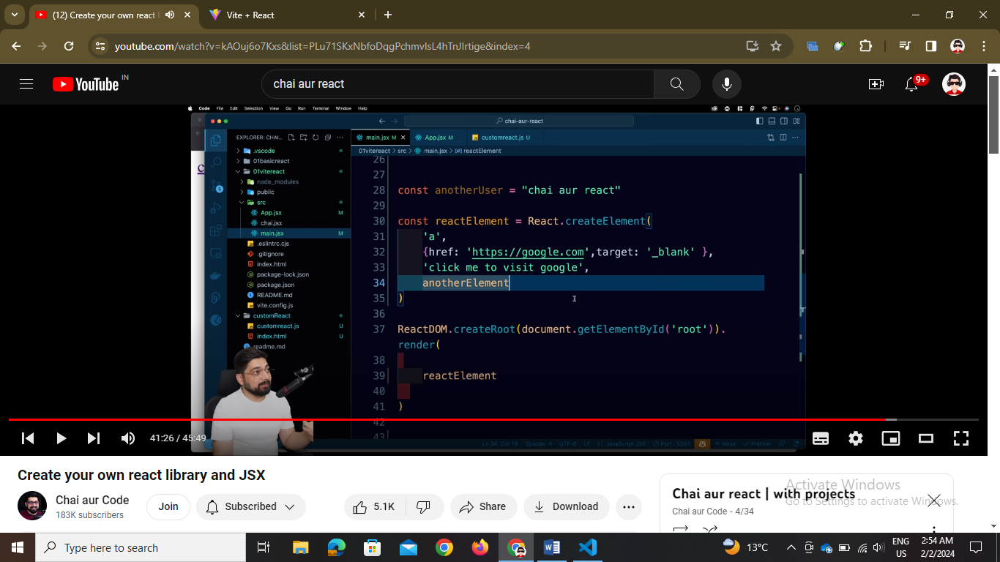 (12) Create your own react l
Vite + React
youtube.com/watch?v=kAOuj6o7Kxs&list=PLu71SKxNbfoDqgPchmvIsL4hTnJIrtige&index=4
YouTube IN
chai aur react
9+
Code File Edit Selection View Go Run Terminal Window Help
chai-aur-react
EXPLORER: CHAI...
main.jsx M
App.jsx M
customreact.js U
01vitereact > src > main.jsx > reactElement
.vscode
01basicreact
01vitereact
node_modules
public
src
App.jsx M
chai.jsx
main.jsx M
.eslintrc.cjs
.gitignore
index.html
package-lock.json
package.json
README.md
vite.config.js
customReact
customreact.js U
index.html U
readme.md
26
27
28 const anotherUser = "chai aur react"
29
30 const reactElement = React.createElement(
31 'a',
32 {href: 'https://google.com',target: '_blank' },
33 'click me to visit google',
34 anotherElement
35 )
36
37 ReactDOM.createRoot(document.getElementById('root')).
render(
38
39 reactElement
40
41 )
42
43
Ln 34, Col 19 Spaces: 4 UTF-8 LF {} JavaScript JSX Port : 5501 Ninja Prettier
41:26 / 45:49
Create your own react library and JSX
Chai aur Code
183K subscribers
Join
Subscribed
5.1K
Share
Download
Chai aur react | with projects
Chai aur Code - 4/34
Activate Windows
Go to Settings to activate Windows.
Type here to search
13°C
ENG
US
2:54 AM
2/2/2024